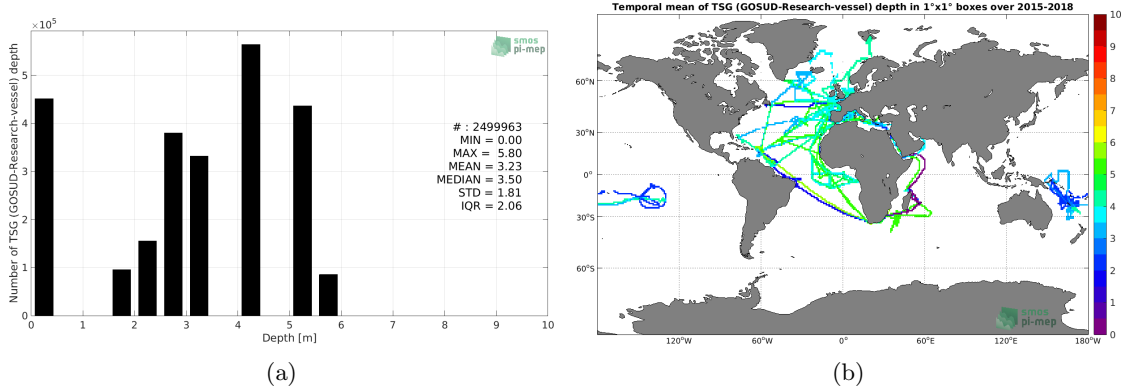 ×10⁵
5
4
3
2
1
0
Number of TSG (GOSUD-Research-vessel) depth
smos
pi-mep
# : 2499963
MIN = 0.00
MAX = 5.80
MEAN = 3.23
MEDIAN = 3.50
STD = 1.81
IQR = 2.06
0 1 2 3 4 5 6 7 8 9 10
Depth [m]
(a)
Temporal mean of TSG (GOSUD-Research-vessel) depth in 1°x1° boxes over 2015-2018
60°N
30°N
0°
30°S
60°S
120°W 60°W 0° 60°E 120°E 180°W
smos
pi-mep
10
9
8
7
6
5
4
3
2
1
0
(b)